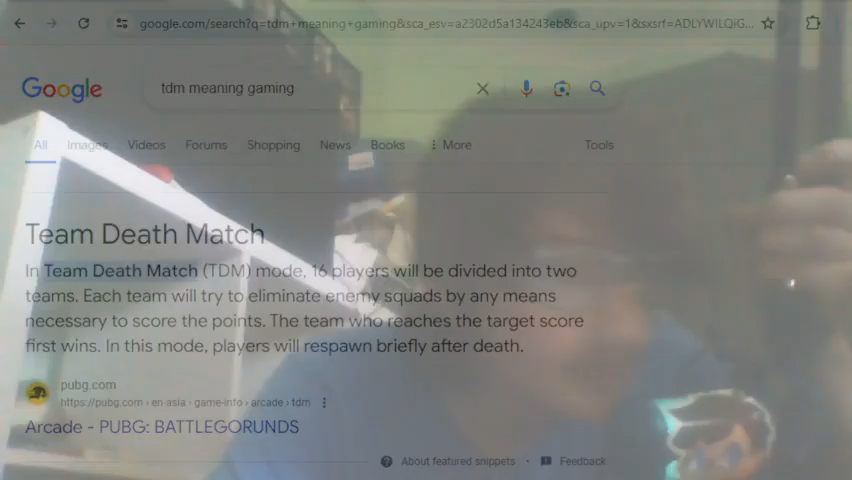 google.com/search?q=tdm+meaning+gaming&sca_esv=a2302d5a134243eb&sca_upv=1&sxsrf=ADLYWILQiG...
Google
tdm meaning gaming
All Images Videos Forums Shopping News Books More Tools
Team Death Match
In Team Death Match (TDM) mode, 16 players will be divided into two
teams. Each team will try to eliminate enemy squads by any means
necessary to score the points. The team who reaches the target score
first wins. In this mode, players will respawn briefly after death.
pubg.com
https://pubg.com › en-asia › game-info › arcade › tdm
Arcade - PUBG: BATTLEGORUNDS
About featured snippets • Feedback